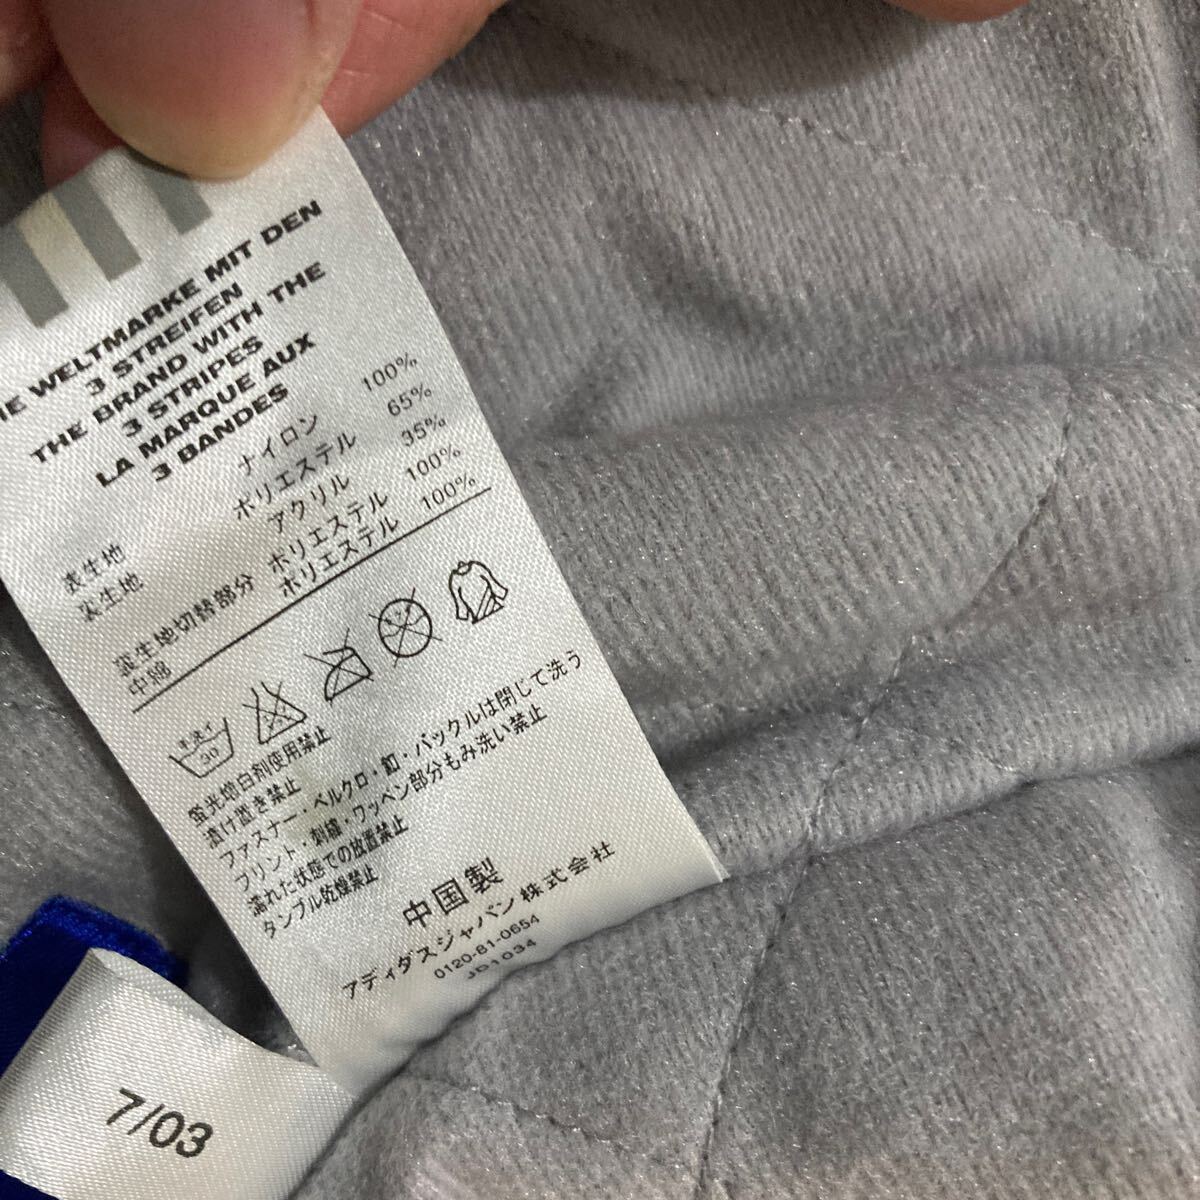 WELTMARKE MIT DEN
3 STREIFEN
THE BRAND WITH THE
3 STRIPES
LA MARQUE AUX
3 BANDES
表生地 ナイロン 100%
裏生地 ポリエステル 65%
アクリル 35%
裏生地切替部分 ポリエステル 100%
中綿 ポリエステル 100%
手洗イ
30
蛍光増白剤使用禁止
漬け置き禁止
ファスナー・ベルクロ・釦・バックルは閉じて洗う
プリント・刺繍・ワッペン部分もみ洗い禁止
濡れた状態での放置禁止
タンブル乾燥禁止
中国製
アディダスジャパン株式会社
0120-81-0654
JD1034
7/03